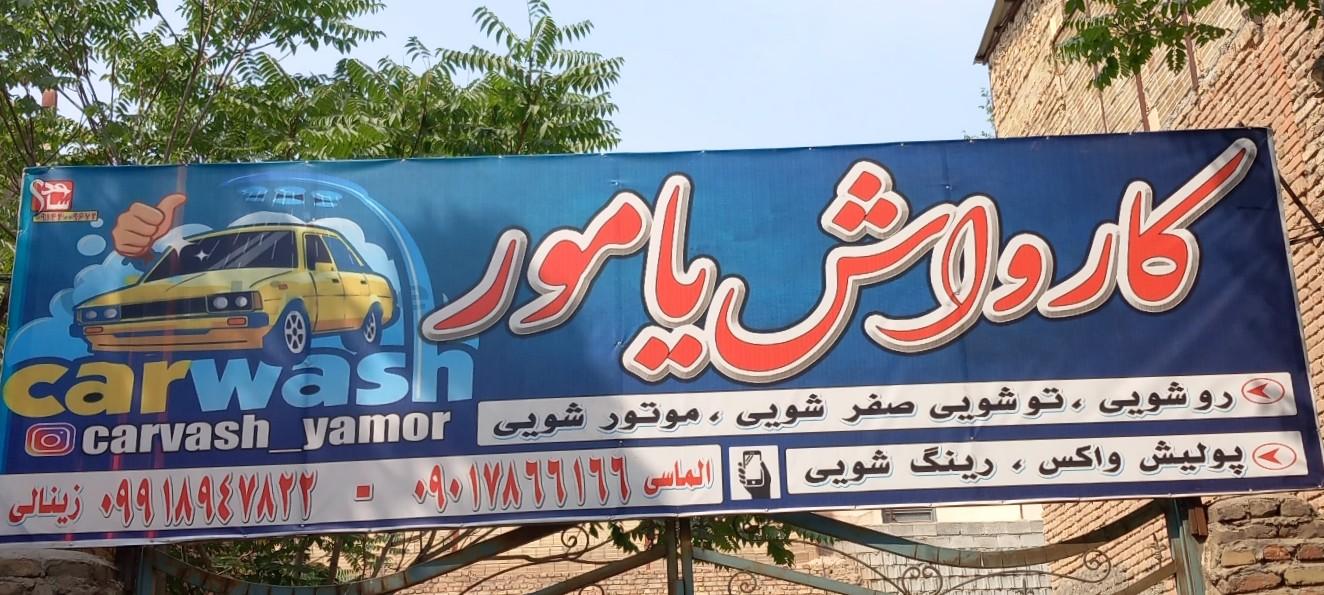 کارواش یامور
روشویی ، توشویی صفر شویی ، موتور شویی
پولیش واکس ، رینگ شویی
الماسی ۰۹۰۱۷۸۶۶۱۶۶ - ۰۹۹۱۸۹۴۷۸۲۲ زینالی
carwash
carvash_yamor